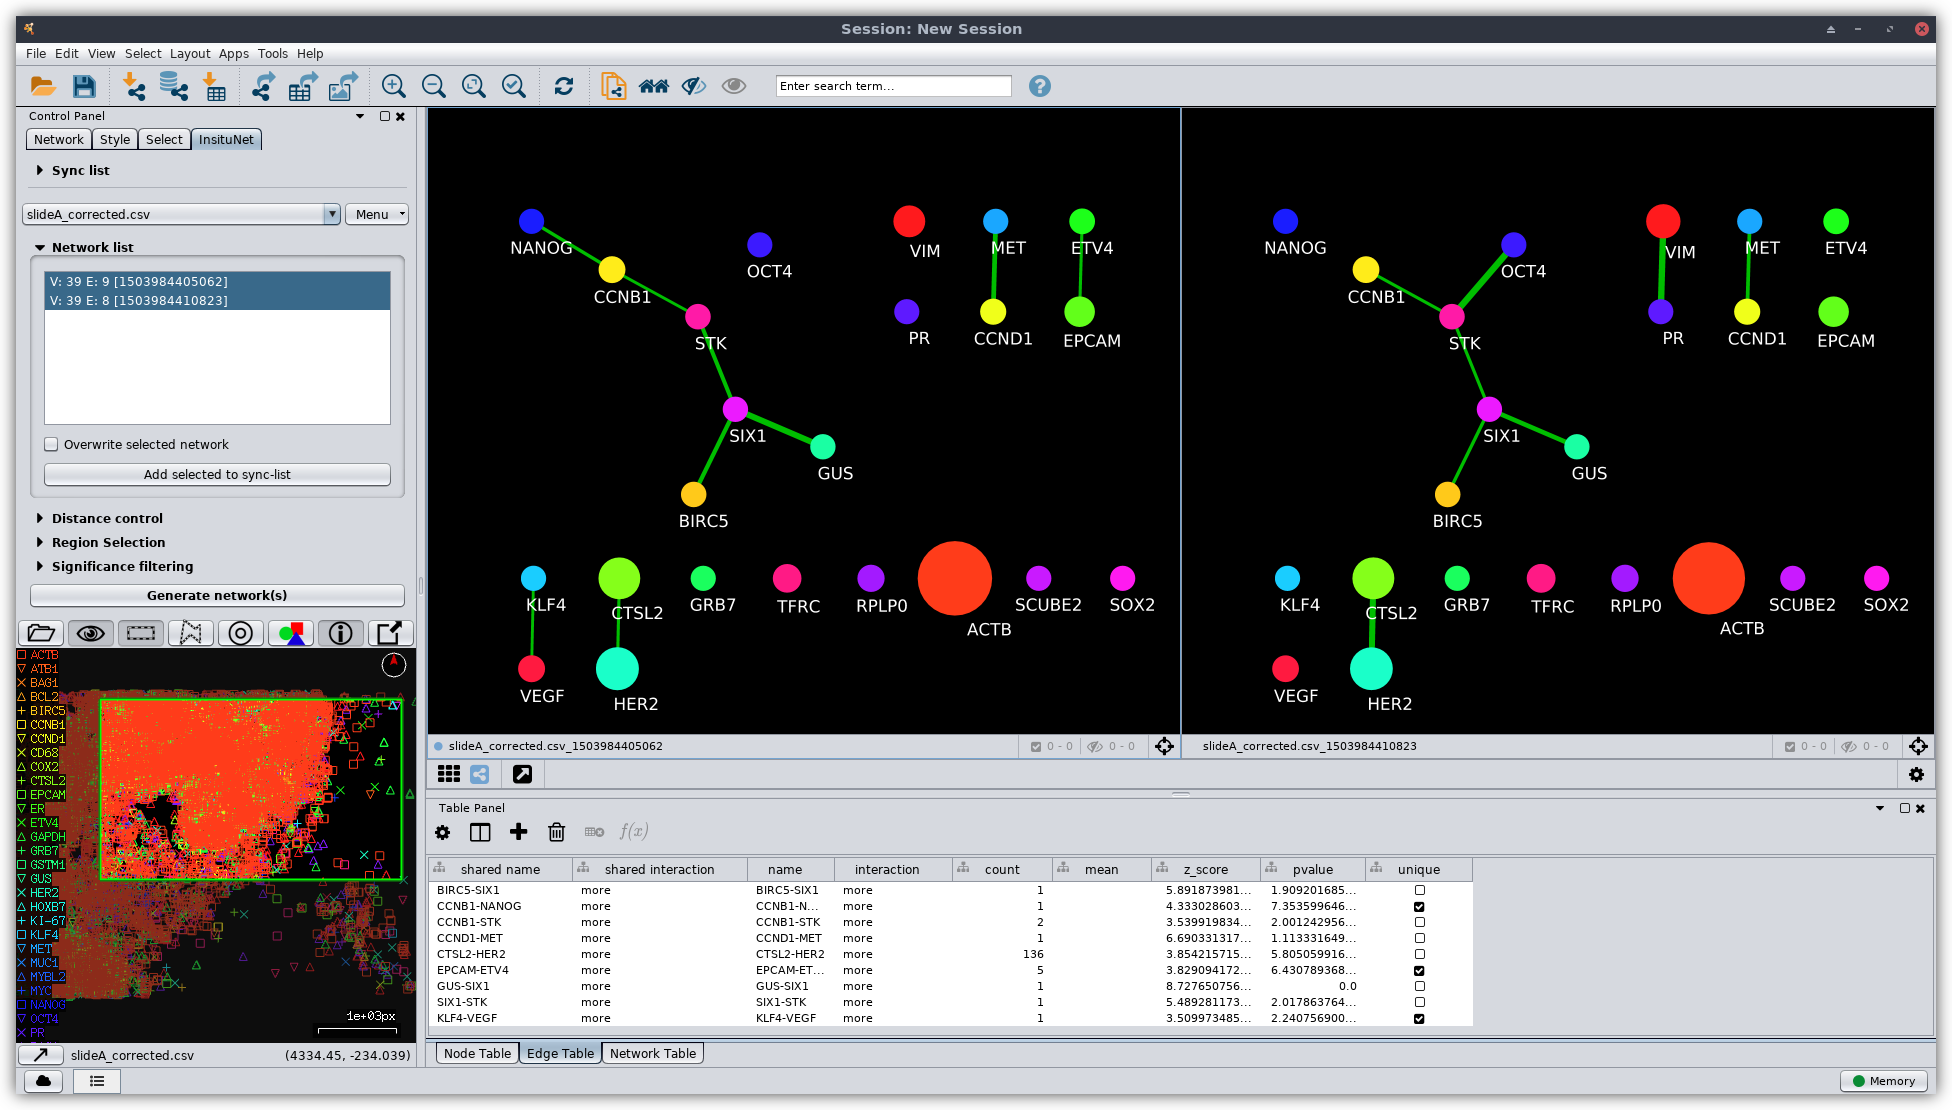 Session: New Session
File Edit View Select Layout Apps Tools Help
Enter search term...
Control Panel
Network Style Select InsituNet
Sync list
slideA_corrected.csv Menu
Network list
V: 39 E: 9 [1503984405062]
V: 39 E: 8 [1503984410823]
Overwrite selected network
Add selected to sync-list
Distance control
Region Selection
Significance filtering
Generate network(s)
ACTB
ATB1
BAG1
BCL2
BIRC5
CCNB1
CCND1
CD68
COX2
CTSL2
EPCAM
ER
ETV4
GAPDH
GRB7
GSTM1
GUS
HER2
HOXB7
KI-67
KLF4
MET
MUC1
MYBL2
MYC
NANOG
OCT4
PR
1e+03px
slideA_corrected.csv (4334.45, -234.039)
NANOG
OCT4
VIM
MET
ETV4
CCNB1
STK
PR
CCND1
EPCAM
SIX1
GUS
BIRC5
KLF4
CTSL2
GRB7
TFRC
RPLP0
ACTB
SCUBE2
SOX2
VEGF
HER2
slideA_corrected.csv_1503984405062 0 - 0 0 - 0
NANOG
OCT4
VIM
MET
ETV4
CCNB1
STK
PR
CCND1
EPCAM
SIX1
GUS
BIRC5
KLF4
CTSL2
GRB7
TFRC
RPLP0
ACTB
SCUBE2
SOX2
VEGF
HER2
slideA_corrected.csv_1503984410823 0 - 0 0 - 0
Table Panel
f(x)
shared name shared interaction name interaction count mean z_score pvalue unique
BIRC5-SIX1 more BIRC5-SIX1 more 1 5.891873981... 1.909201685...
CCNB1-NANOG more CCNB1-N... more 1 4.333028603... 7.353599646...
CCNB1-STK more CCNB1-STK more 2 3.539919834... 2.001242956...
CCND1-MET more CCND1-MET more 1 6.690331317... 1.113331649...
CTSL2-HER2 more CTSL2-HER2 more 136 3.854215715... 5.805059916...
EPCAM-ETV4 more EPCAM-ET... more 5 3.829094172... 6.430789368...
GUS-SIX1 more GUS-SIX1 more 1 8.727650756... 0.0
SIX1-STK more SIX1-STK more 1 5.489281173... 2.017863764...
KLF4-VEGF more KLF4-VEGF more 1 3.509973485... 2.240756900...
Node Table Edge Table Network Table
Memory